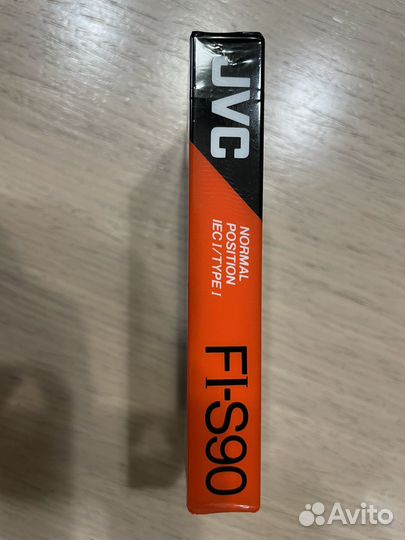 JVC
NORMAL
POSITION
IEC I/TYPE I
FI-S90
Avito